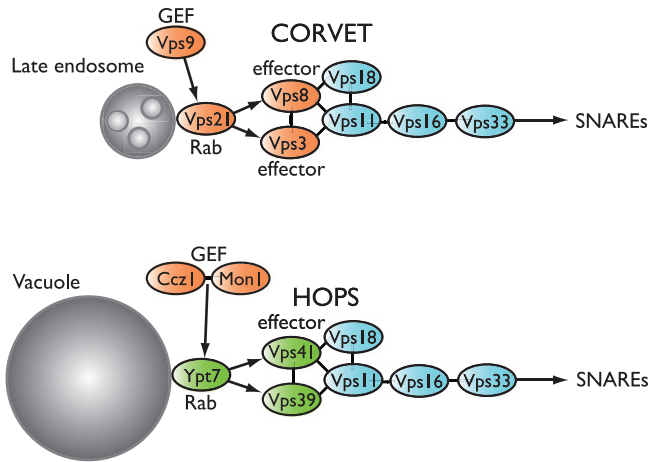 GEF
CORVET
Vps9
Late endosome
effector
Vps18
Vps8
Vps21
Vps11
Vps16
Vps33
SNAREs
Rab
Vps3
effector
GEF
Vacuole
Ccz1
Mon1
HOPS
effector
Vps18
Vps41
Ypt7
Vps11
Vps16
Vps33
SNAREs
Rab
Vps39